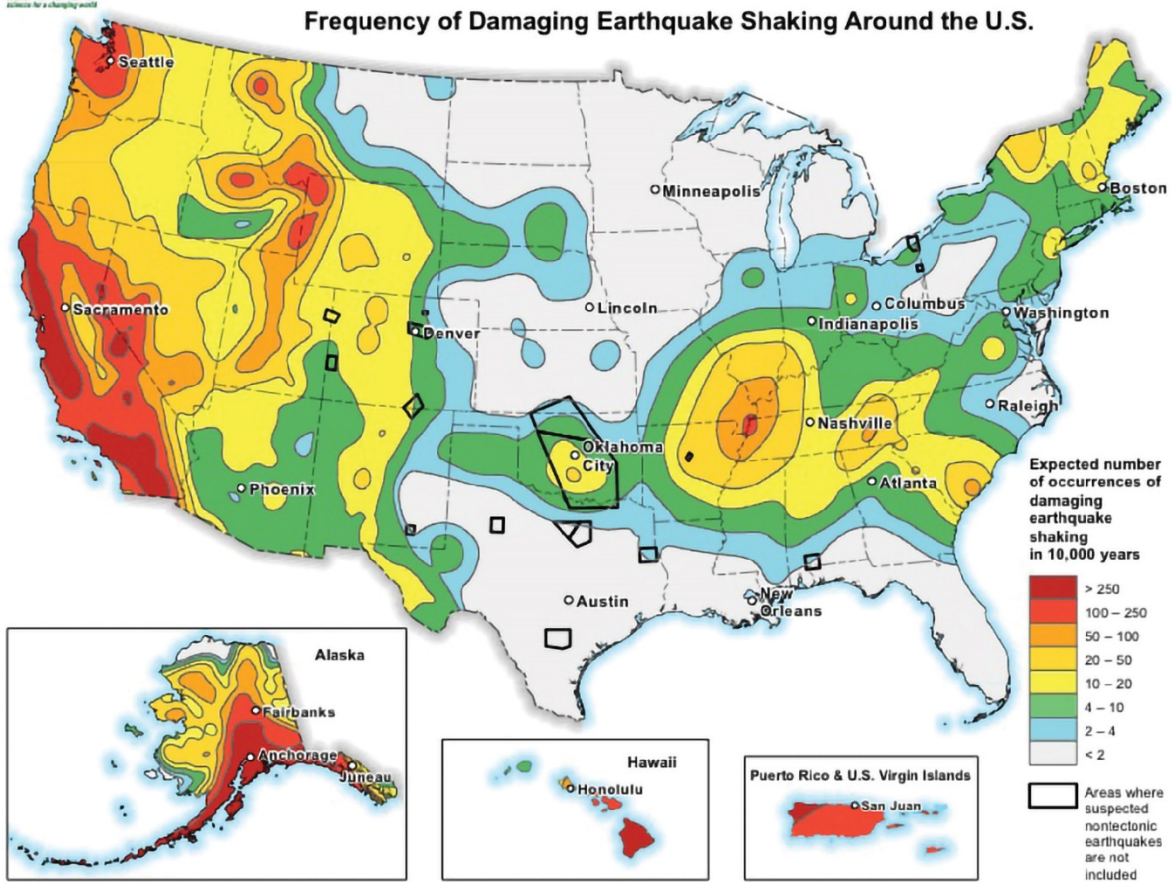 science for a changing world
Frequency of Damaging Earthquake Shaking Around the U.S.
Seattle
Minneapolis
Boston
Sacramento
Lincoln
Columbus
Washington
Indianapolis
Denver
Raleigh
Nashville
Oklahoma
City
Phoenix
Atlanta
Austin
New
Orleans
Expected number
of occurrences of
damaging
earthquake
shaking
in 10,000 years
> 250
100 – 250
50 – 100
20 – 50
10 – 20
4 – 10
2 – 4
< 2
Areas where
suspected
nontectonic
earthquakes
are not
included
Alaska
Fairbanks
Anchorage
Juneau
Hawaii
Honolulu
Puerto Rico & U.S. Virgin Islands
San Juan